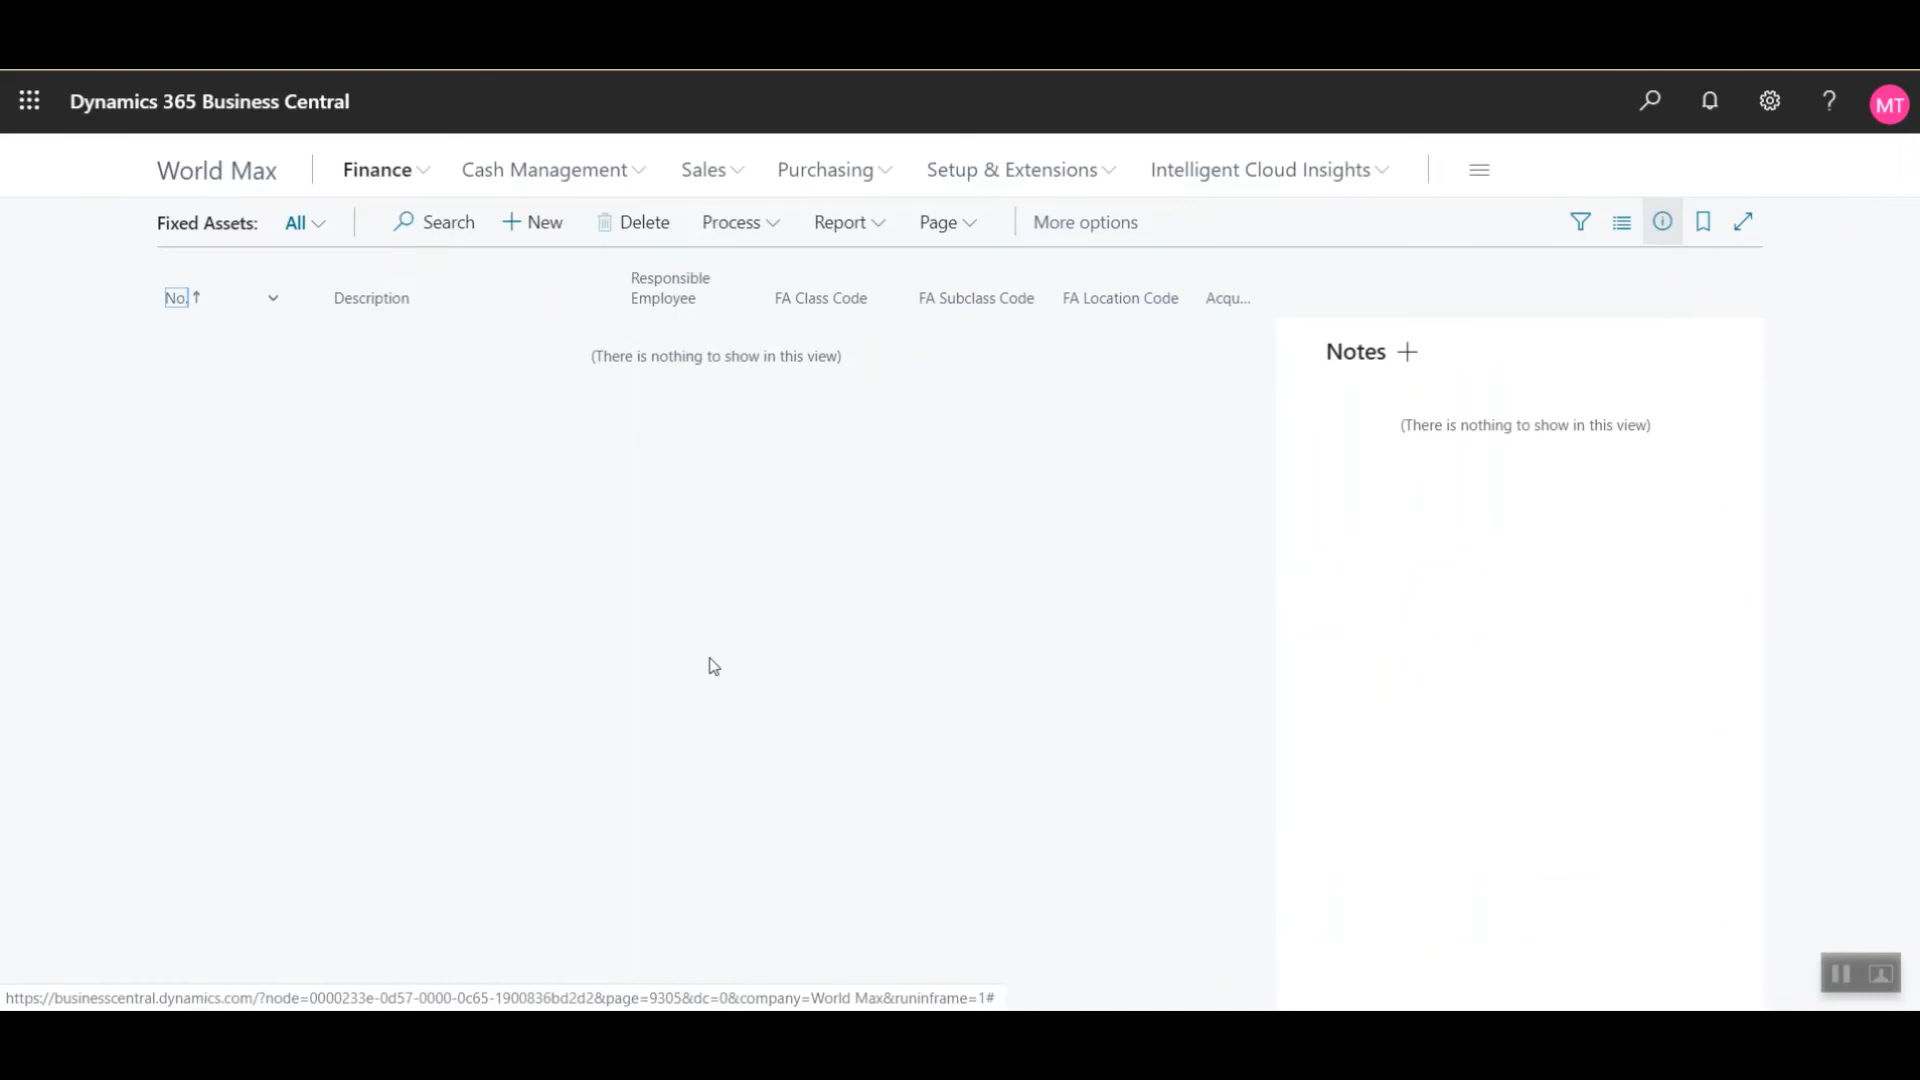 Dynamics 365 Business Central
?
MT
World Max
Finance
Cash Management
Sales
Purchasing
Setup & Extensions
Intelligent Cloud Insights
Fixed Assets: All
Search
New
Delete
Process
Report
Page
More options
No. ↑
Description
Responsible
Employee
FA Class Code
FA Subclass Code
FA Location Code
Acqu...
(There is nothing to show in this view)
Notes +
(There is nothing to show in this view)
https://businesscentral.dynamics.com/?node=0000233e-0d57-0000-0c65-1900836bd2d2&page=9305&dc=0&company=World Max&runinframe=1#